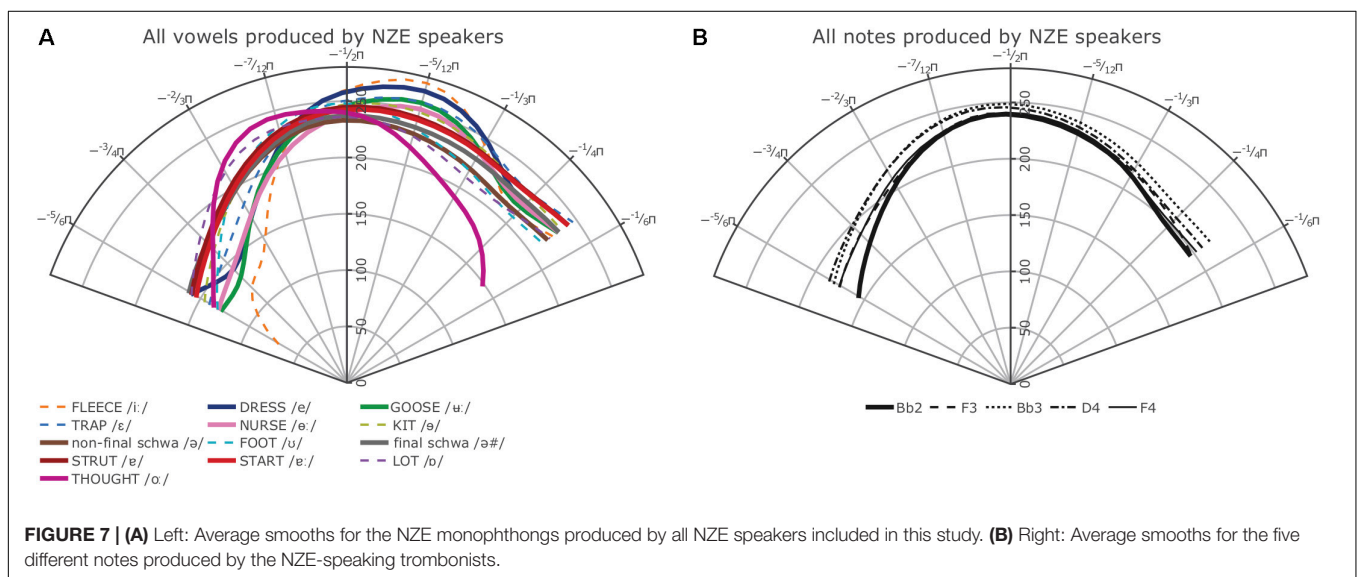 A All vowels produced by NZE speakers
−1/2π
−7/12π −5/12π
−2/3π −1/3π
−3/4π −1/4π
−5/6π −1/6π
250
200
150
100
50
0
FLEECE /iː/ DRESS /e/ GOOSE /ʉː/
TRAP /ɛ/ NURSE /ɵː/ KIT /ɘ/
non-final schwa /ə/ FOOT /ʊ/ final schwa /ə#/
STRUT /ɐ/ START /ɐː/ LOT /ɒ/
THOUGHT /oː/
B All notes produced by NZE speakers
−1/2π
−7/12π −5/12π
−2/3π −1/3π
−3/4π −1/4π
−5/6π −1/6π
250
200
150
100
50
0
Bb2 F3 Bb3 D4 F4
FIGURE 7 | (A) Left: Average smooths for the NZE monophthongs produced by all NZE speakers included in this study. (B) Right: Average smooths for the five
different notes produced by the NZE-speaking trombonists.